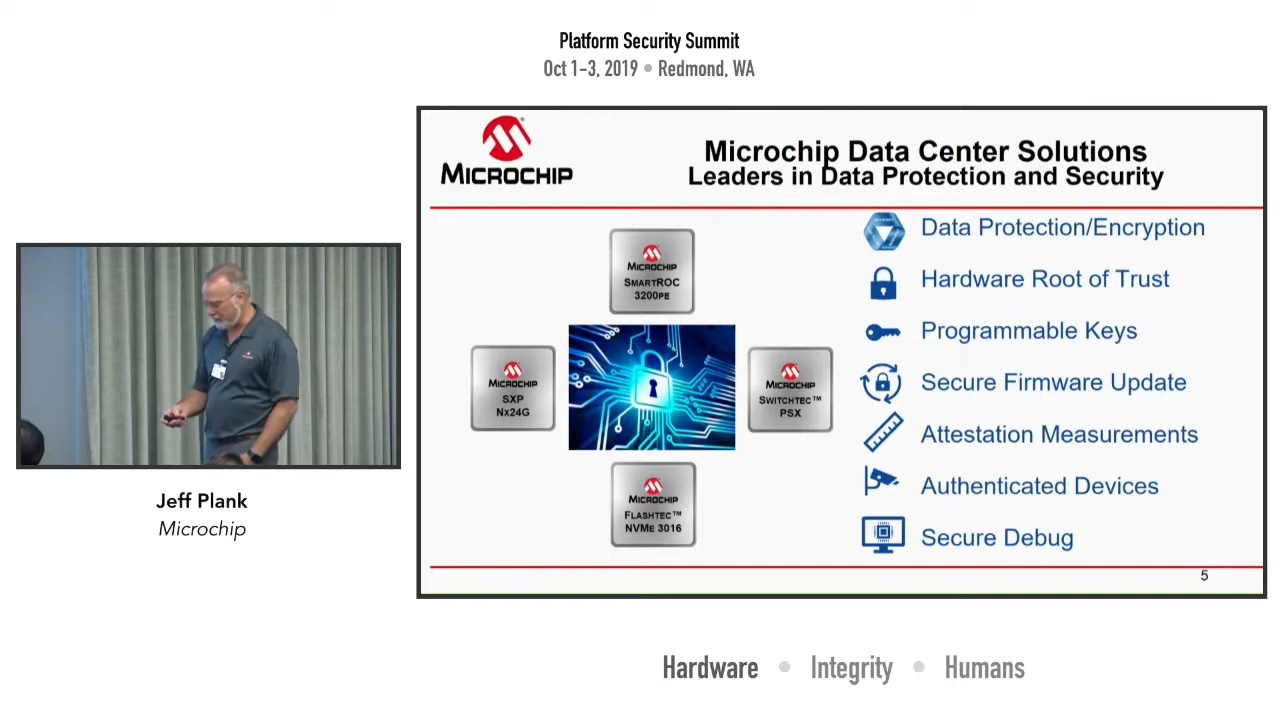 Platform Security Summit
Oct 1-3, 2019 • Redmond, WA
MICROCHIP
Microchip Data Center Solutions
Leaders in Data Protection and Security
MICROCHIP
SMARTROC
3200PE
MICROCHIP
SXP
Nx24G
MICROCHIP
SWITCHTEC™
PSX
MICROCHIP
FLASHTEC™
NVME 3016
Data Protection/Encryption
Hardware Root of Trust
Programmable Keys
Secure Firmware Update
Attestation Measurements
Authenticated Devices
Secure Debug
5
Jeff Plank
Microchip
Hardware • Integrity • Humans